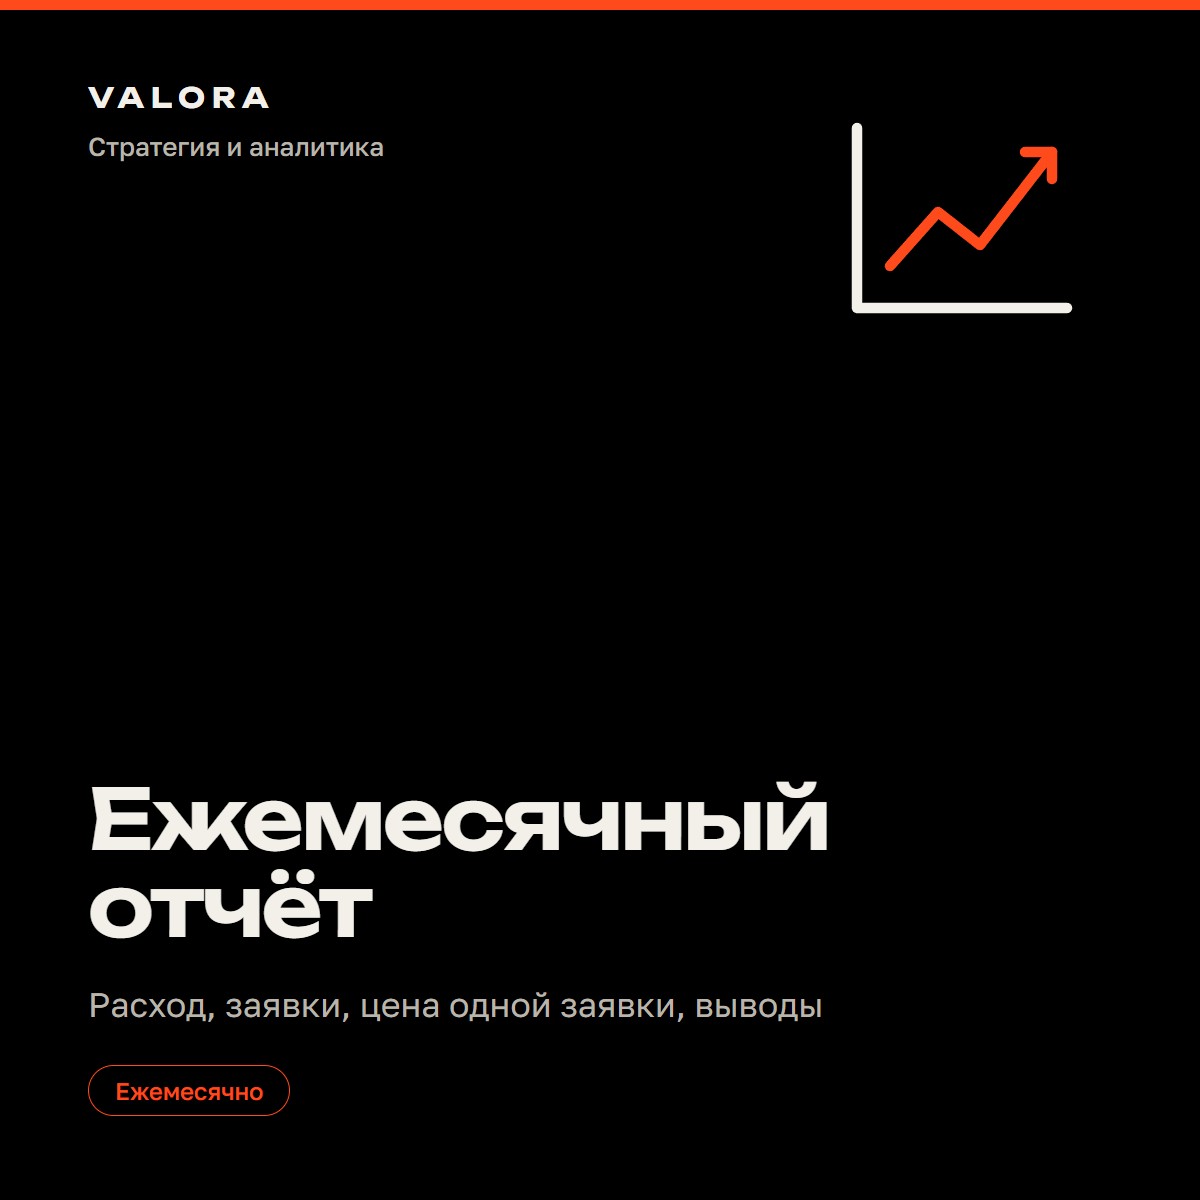 VALORA
Стратегия и аналитика
Ежемесячный
отчёт
Расход, заявки, цена одной заявки, выводы
Ежемесячно